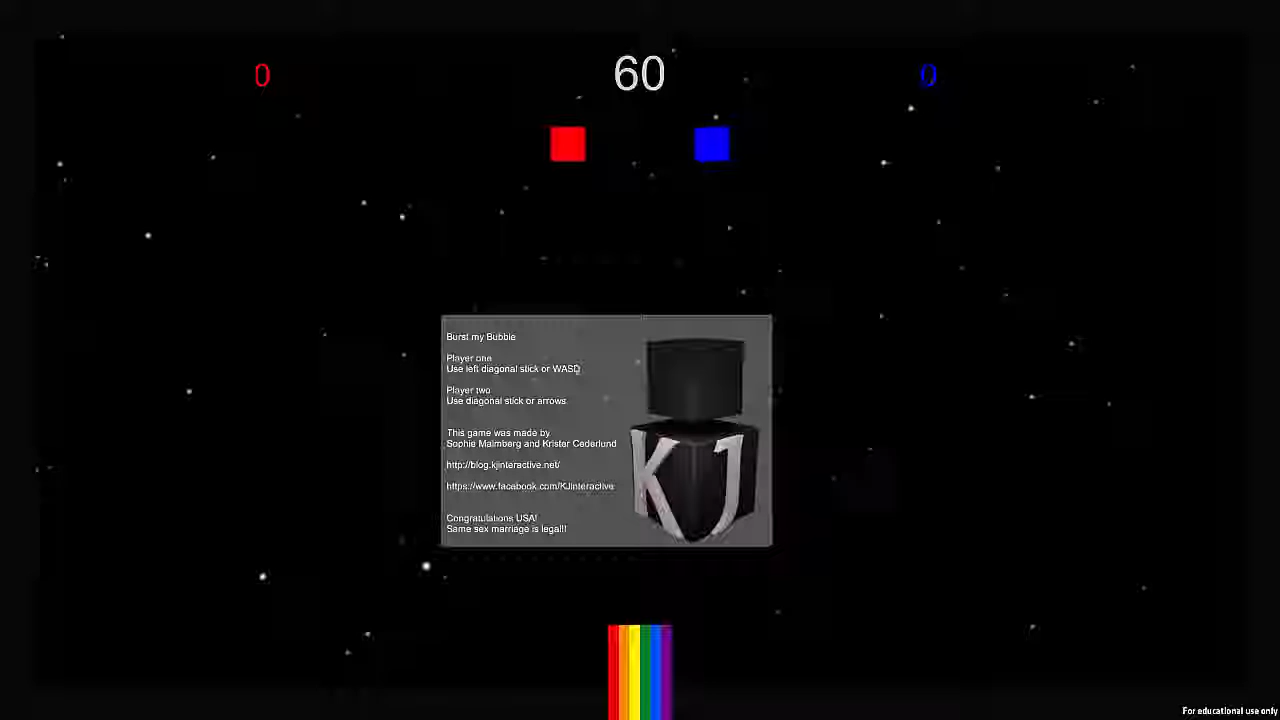 0 60 0
Burst my Bubble
Player one
Use left diagonal stick or WASD
Player two
Use diagonal stick or arrows.
This game was made by
Sophie Malmberg and Krister Cederlund
http://blog.kjinteractive.net/
https://www.facebook.com/KJInteractive
Congratulations USA!
Same sex marriage is legal!!!
KJ
For educational use only